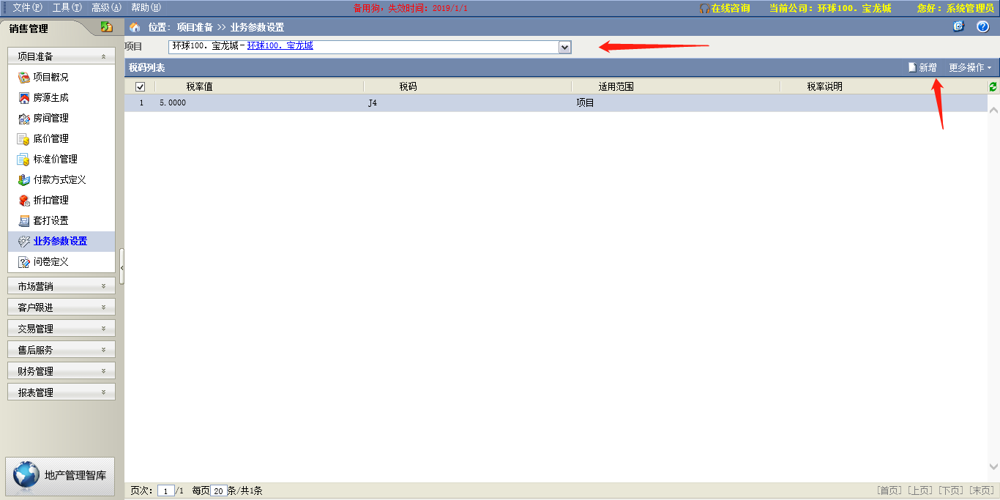 文件(F) 工具(T) 高级(A) 帮助(H) 备用狗,失效时间: 2019/1/1 在线咨询 当前公司: 环球100. 宝龙城 您好: 系统管理员
销售管理 位置: 项目准备 >> 业务参数设置
项目 环球100. 宝龙城-环球100. 宝龙城
税码列表 新增 更多操作
税率值 税码 适用范围 税率说明
1 5.0000 J4 项目
项目准备
项目概况
房源生成
房间管理
底价管理
标准价管理
付款方式定义
折扣管理
套打设置
业务参数设置
问卷定义
市场营销
客户跟进
交易管理
售后服务
财务管理
报表管理
地产管理智库
页次: 1 /1 每页 20 条/共1条 [首页] [上页] [下页] [末页]